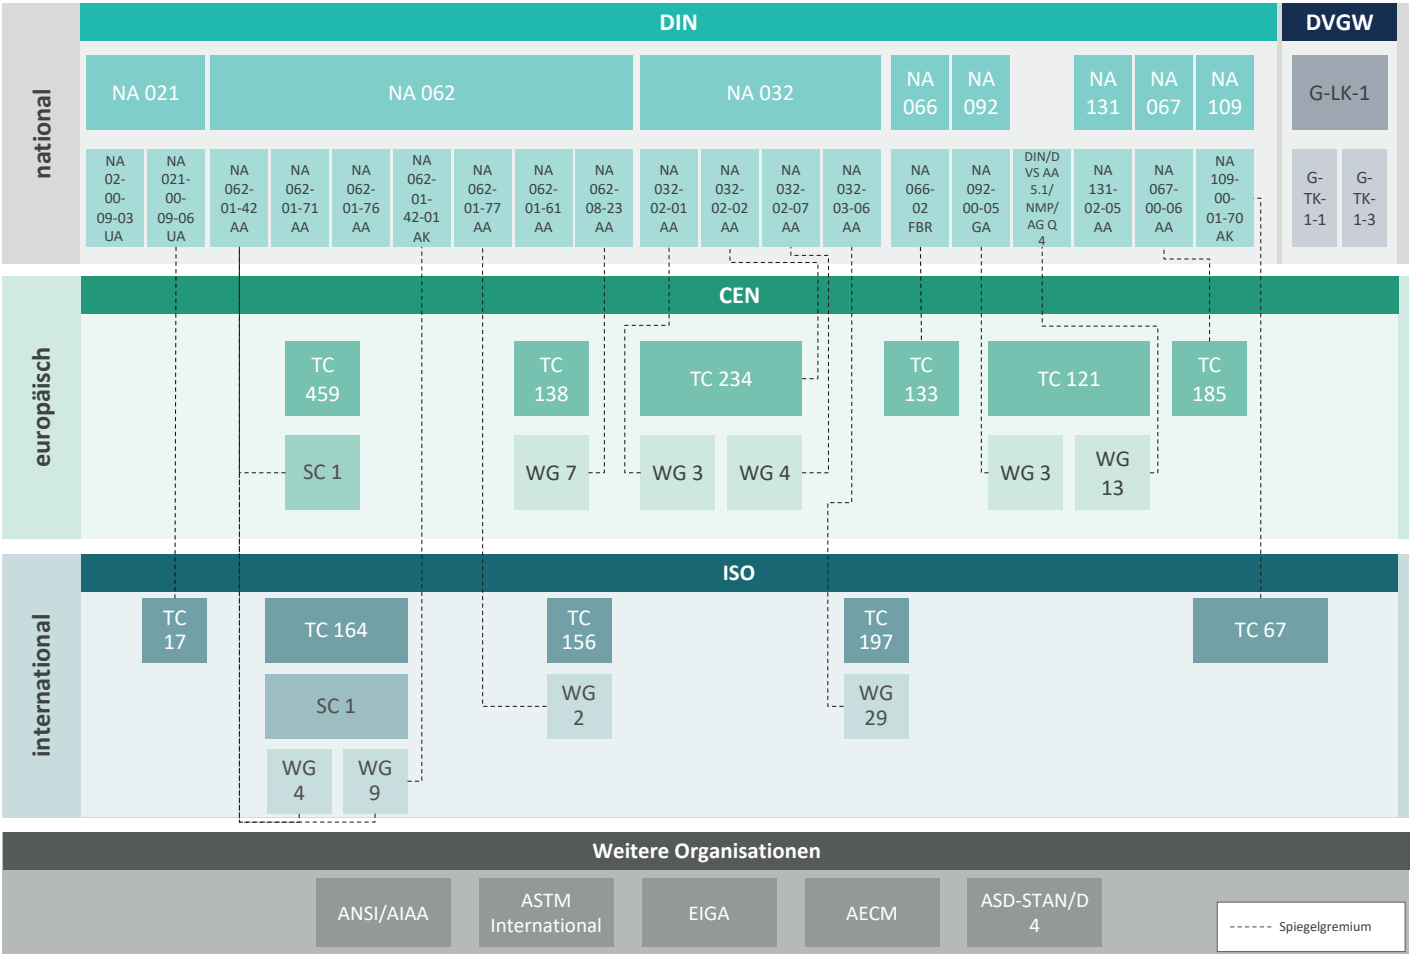 DIN
DVGW
national
NA 021
NA 062
NA 032
NA
066
NA
092
NA
131
NA
067
NA
109
G-LK-1
NA
02-
00-
09-03
UA
NA
021-
00-
09-06
UA
NA
062-
01-42
AA
NA
062-
01-71
AA
NA
062-
01-76
AA
NA
062-
01-
42-01
AK
NA
062-
01-77
AA
NA
062-
01-61
AA
NA
062-
08-23
AA
NA
032-
02-01
AA
NA
032-
02-02
AA
NA
032-
02-07
AA
NA
032-
03-06
AA
NA
066-
02
FBR
NA
092-
00-05
GA
DIN/D
VS AA
5.1/
NMP/
AG Q
4
NA
131-
02-05
AA
NA
067-
00-06
AA
NA
109-
00-
01-70
AK
G-
TK-
1-1
G-
TK-
1-3
europäisch
CEN
TC
459
TC
138
TC 234
TC
133
TC 121
TC
185
SC 1
WG 7
WG 3
WG 4
WG 3
WG
13
international
ISO
TC
17
TC 164
TC
156
TC
197
TC 67
SC 1
WG
2
WG
29
WG
4
WG
9
Weitere Organisationen
ANSI/AIAA
ASTM
International
EIGA
AECM
ASD-STAN/D
4
Spiegelgremium